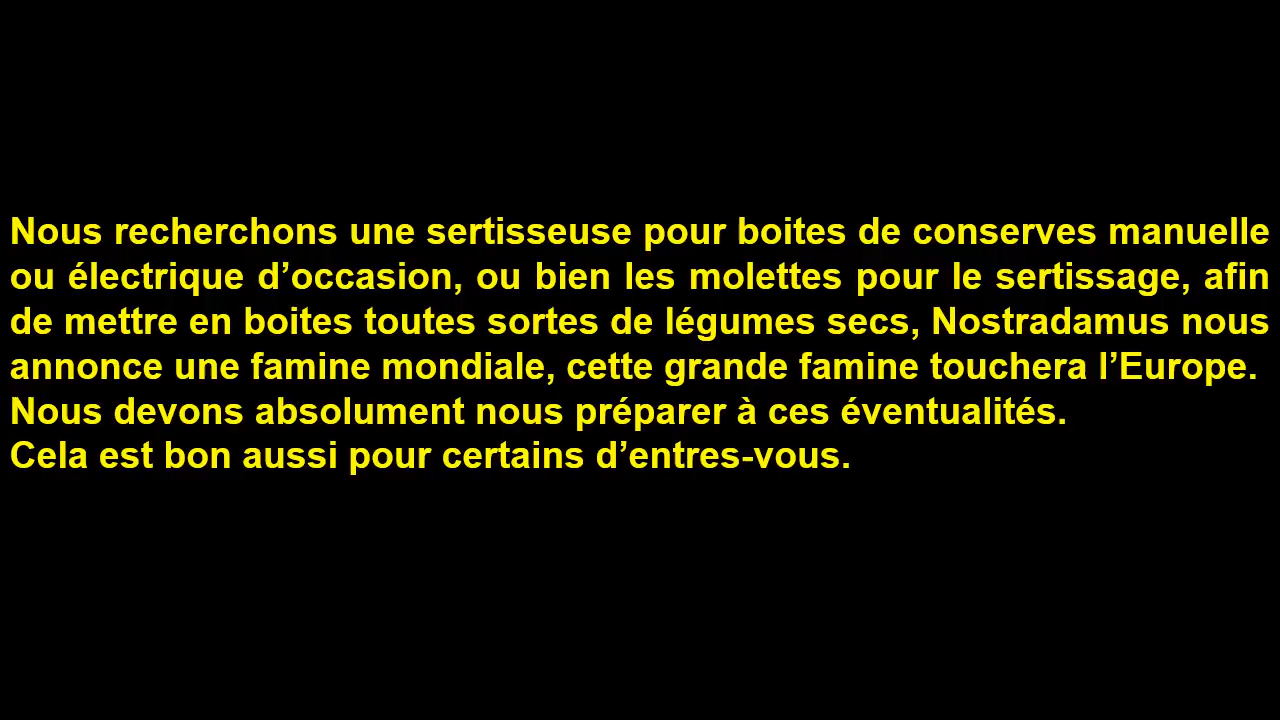 Nous recherchons une sertisseuse pour boites de conserves manuelle
ou électrique d’occasion, ou bien les molettes pour le sertissage, afin
de mettre en boites toutes sortes de légumes secs, Nostradamus nous
annonce une famine mondiale, cette grande famine touchera l’Europe.
Nous devons absolument nous préparer à ces éventualités.
Cela est bon aussi pour certains d’entres-vous.